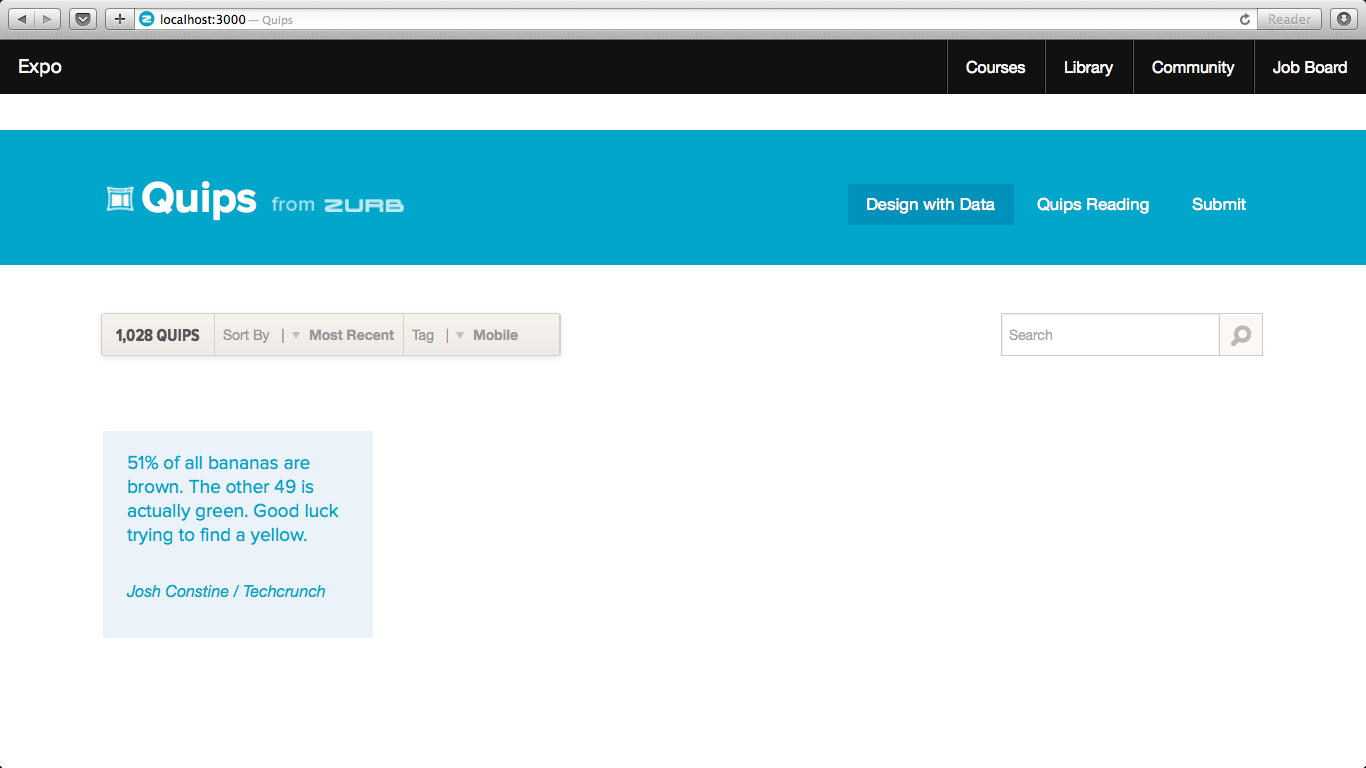 localhost:3000 — Quips
Reader
Expo
Courses
Library
Community
Job Board
Quips from ZURB
Design with Data
Quips Reading
Submit
1,028 QUIPS
Sort By | Most Recent
Tag | Mobile
Search
51% of all bananas are
brown. The other 49 is
actually green. Good luck
trying to find a yellow.
Josh Constine / Techcrunch